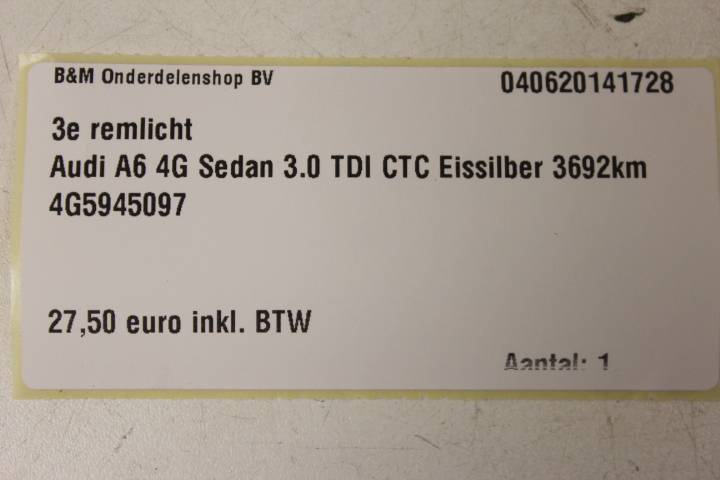 B&M Onderdelenshop BV 040620141728
3e remlicht
Audi A6 4G Sedan 3.0 TDI CTC Eissilber 3692km
4G5945097
27,50 euro inkl. BTW
Aantal: 1